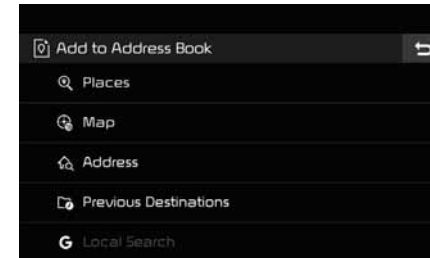 Add to Address Book
Places
Map
Address
Previous Destinations
G Local Search